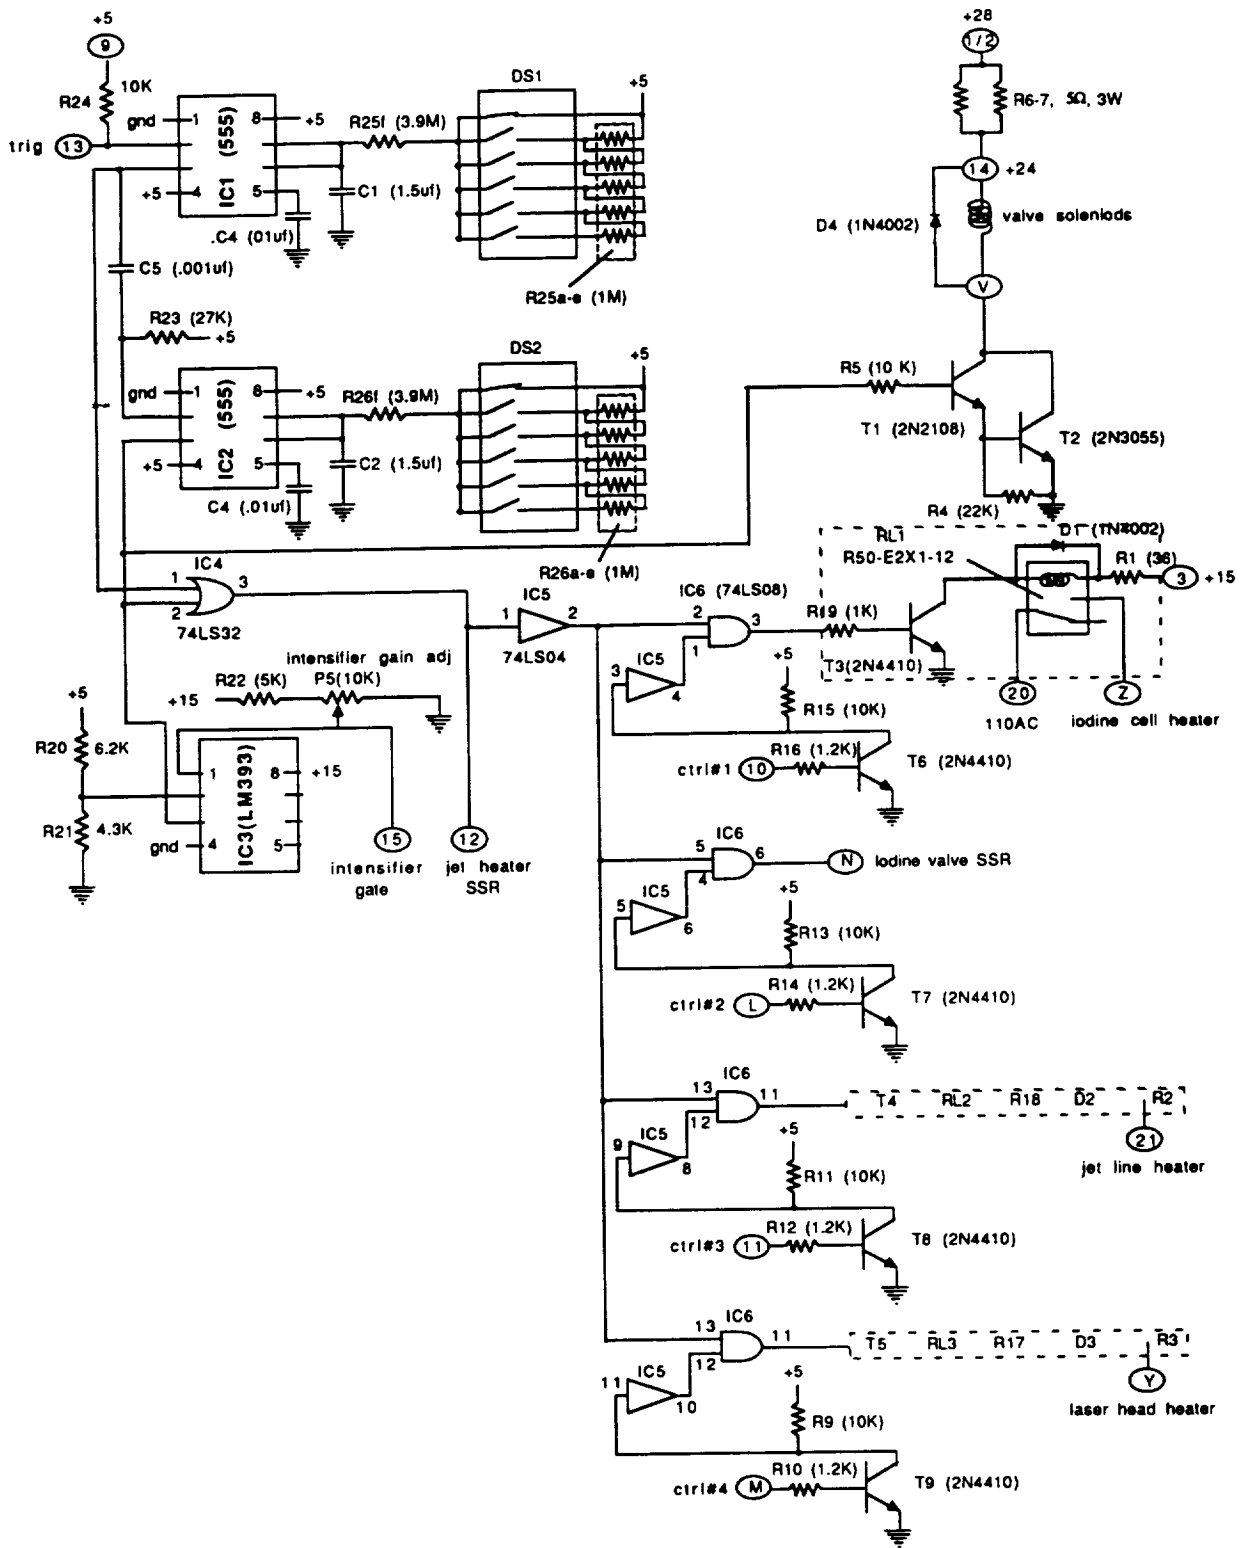 +5
9
10K
R24
trig 13
gnd 1 8 +5
+5 4 5
IC1 (555)
R25f (3.9M)
C1 (1.5uf)
.C4 (01uf)
DS1
+5
R25a-e (1M)
+28
1/2
R6-7, 5Ω, 3W
14 +24
D4 (1N4002)
valve soleniods
V
C5 (.001uf)
R23 (27K)
+5
gnd 1 8 +5
+5 4 5
IC2 (555)
R26f (3.9M)
C2 (1.5uf)
C4 (.01uf)
DS2
+5
R26a-e (1M)
R5 (10 K)
T1 (2N2108)
T2 (2N3055)
R4 (22K)
IC4
1
2
3
74LS32
IC5
1 2
74LS04
IC6 (74LS08)
2
1
3
IC5
3
4
R19 (1K)
T3(2N4410)
RL1
R50-E2X1-12
D1 (1N4002)
R1 (36)
3 +15
20
110AC
Z
iodine cell heater
+5
R15 (10K)
R16 (1.2K)
ctrl#1 10
T6 (2N4410)
intensifier gain adj
R22 (5K) P5(10K)
+15
+5
R20 6.2K
R21 4.3K
1 8 +15
gnd 4 5
IC3(LM393)
15
intensifier
gate
12
jet heater
SSR
IC6
5
4
6
N Iodine valve SSR
IC5
5
6
+5
R13 (10K)
R14 (1.2K)
ctrl#2 L
T7 (2N4410)
IC6
13
12
11
T4 RL2 R18 D2 R2
21
jet line heater
IC5
9
8
+5
R11 (10K)
R12 (1.2K)
ctrl#3 11
T8 (2N4410)
IC6
13
12
11
T5 RL3 R17 D3 R3
Y
laser head heater
IC5
11
10
+5
R9 (10K)
R10 (1.2K)
ctrl#4 M
T9 (2N4410)